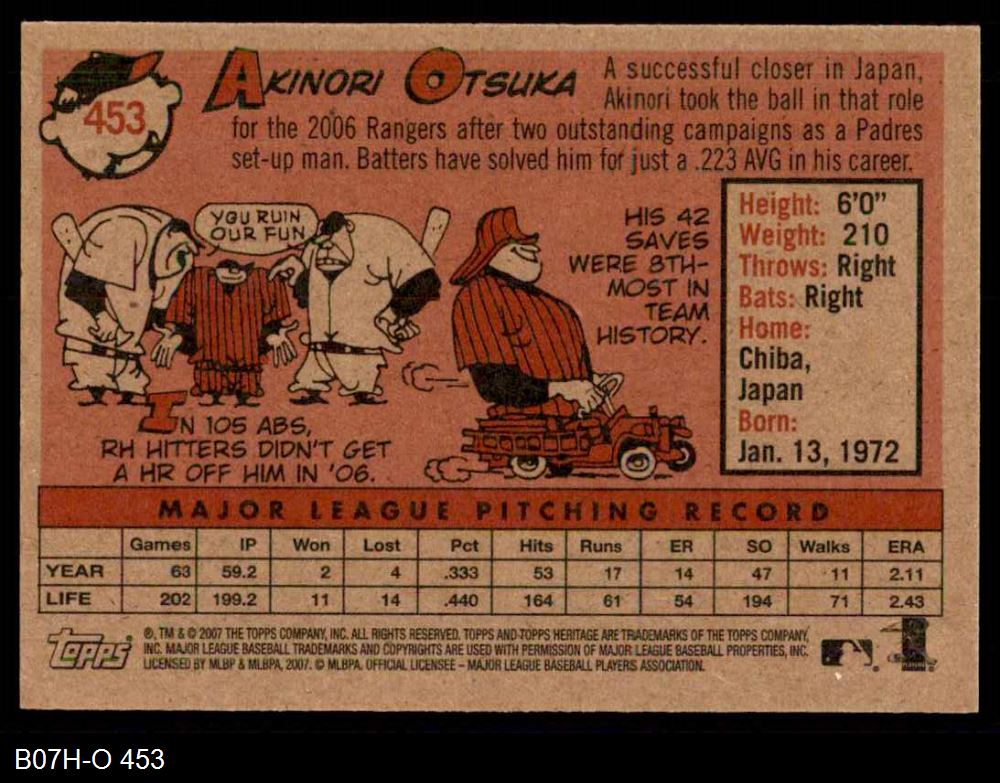 453
AKINORI OTSUKA
A successful closer in Japan,
Akinori took the ball in that role
for the 2006 Rangers after two outstanding campaigns as a Padres
set-up man. Batters have solved him for just a .223 AVG in his career.
YOU RUIN
OUR FUN
IN 105 ABS,
RH HITTERS DIDN'T GET
A HR OFF HIM IN '06.
HIS 42
SAVES
WERE 8TH-
MOST IN
TEAM
HISTORY.
Height: 6'0"
Weight: 210
Throws: Right
Bats: Right
Home:
Chiba,
Japan
Born:
Jan. 13, 1972
MAJOR LEAGUE PITCHING RECORD
Games IP Won Lost Pct Hits Runs ER SO Walks ERA
YEAR 63 59.2 2 4 .333 53 17 14 47 11 2.11
LIFE 202 199.2 11 14 .440 164 61 54 194 71 2.43
Topps
®, TM & © 2007 THE TOPPS COMPANY, INC. ALL RIGHTS RESERVED. TOPPS AND TOPPS HERITAGE ARE TRADEMARKS OF THE TOPPS COMPANY,
INC. MAJOR LEAGUE BASEBALL TRADEMARKS AND COPYRIGHTS ARE USED WITH PERMISSION OF MAJOR LEAGUE BASEBALL PROPERTIES, INC.
LICENSED BY MLBP & MLBPA, 2007. © MLBPA. OFFICIAL LICENSEE – MAJOR LEAGUE BASEBALL PLAYERS ASSOCIATION.
B07H-O 453